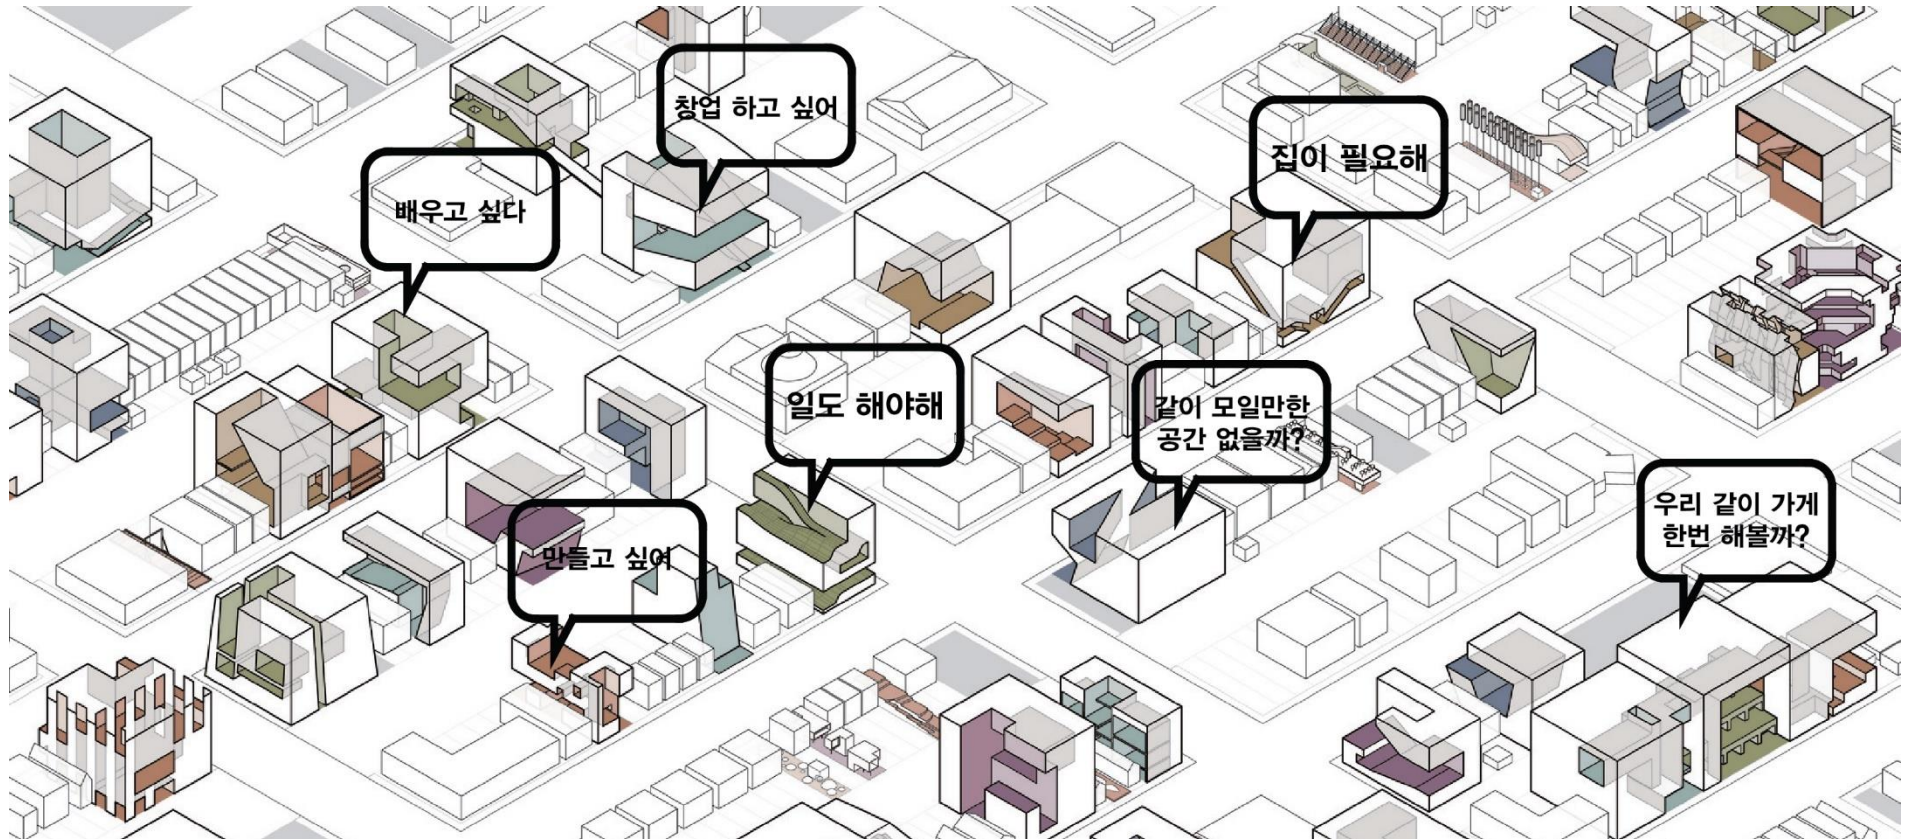 창업 하고 싶어
집이 필요해
배우고 싶다
일도 해야해
같이 모일만한
공간 없을까?
우리 같이 가게
한번 해볼까?
만들고 싶어